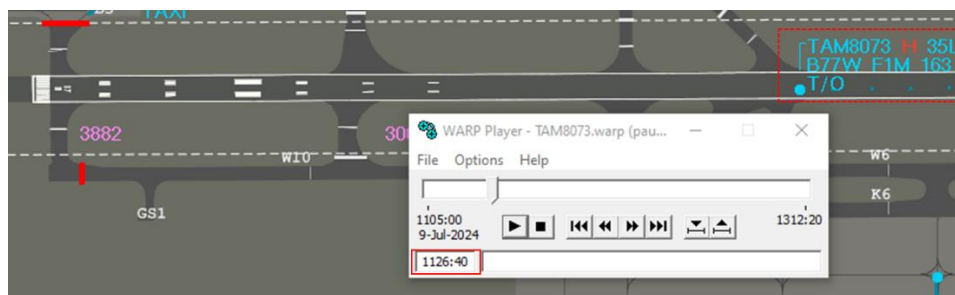 TAXI
TAM8073 H 35L
B77W F1M 163
T/O
3882
W10
GS1
W6
K6
WARP Player - TAM8073.warp (pau...
File Options Help
1105:00
9-Jul-2024
1312:20
1126:40